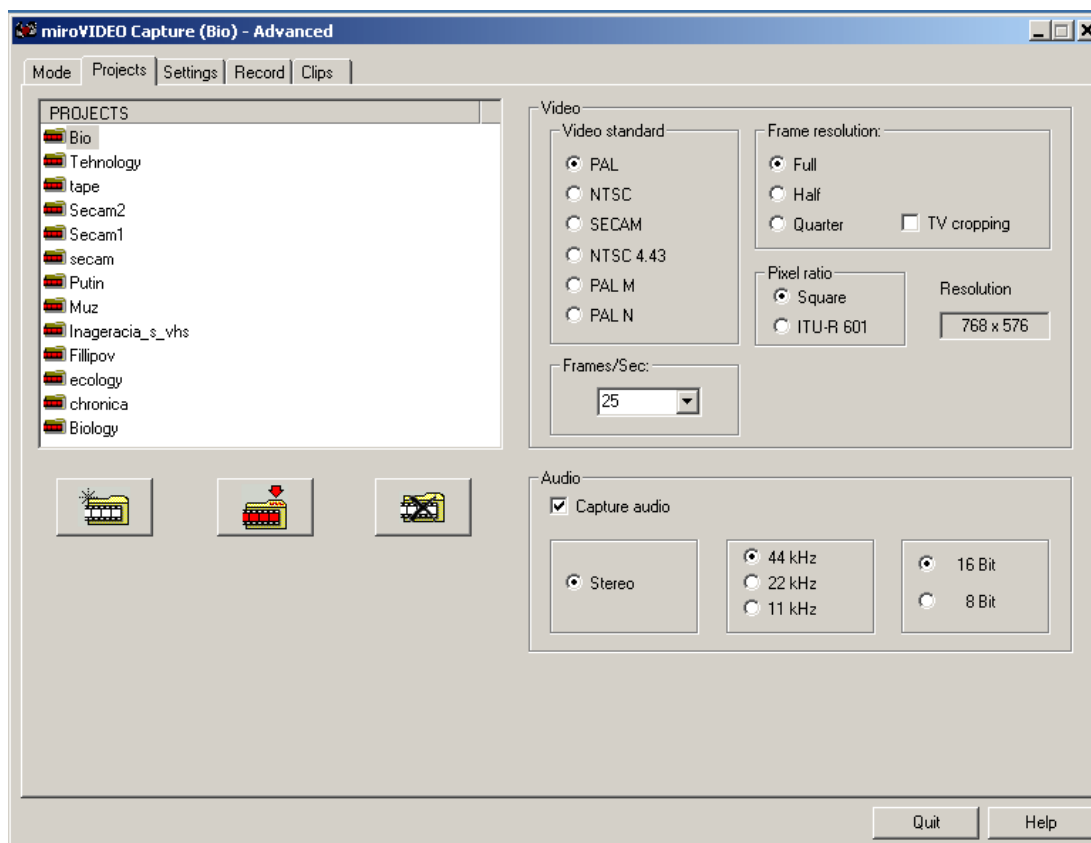 miroVIDEO Capture (Bio) - Advanced
Mode
Projects
Settings
Record
Clips
PROJECTS
Bio
Tehnology
tape
Secam2
Secam1
secam
Putin
Muz
Inageracia_s_vhs
Fillipov
ecology
chronica
Biology
Video
Video standard
PAL
NTSC
SECAM
NTSC 4.43
PAL M
PAL N
Frame resolution:
Full
Half
Quarter
TV cropping
Pixel ratio
Square
ITU-R 601
Resolution
768 x 576
Frames/Sec:
25
Audio
Capture audio
Stereo
44 kHz
22 kHz
11 kHz
16 Bit
8 Bit
Quit
Help